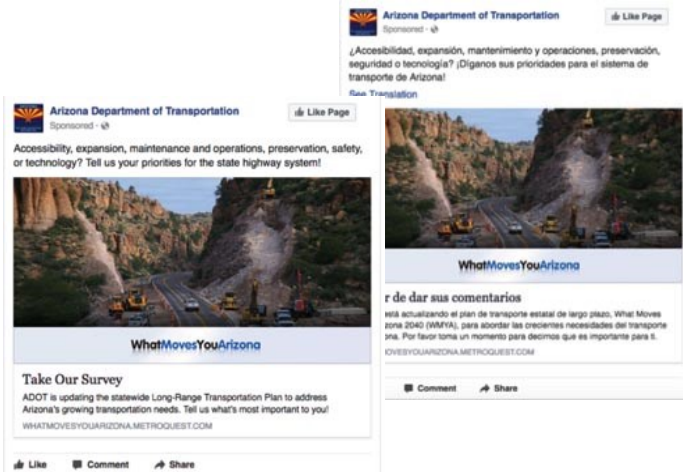 Arizona Department of Transportation
Like Page
Sponsored ·
¿Accesibilidad, expansión, mantenimiento y operaciones, preservación,
seguridad o tecnología? ¡Díganos sus prioridades para el sistema de
transporte de Arizona!
See Translation
WhatMovesYouArizona
r de dar sus comentarios
está actualizando el plan de transporte estatal de largo plazo, What Moves
zona 2040 (WMYA), para abordar las crecientes necesidades del transporte
ona. Por favor toma un momento para decirnos que es importante para ti.
OVESYOUARIZONA.METROQUEST.COM
Comment
Share
Arizona Department of Transportation
Like Page
Sponsored ·
Accessibility, expansion, maintenance and operations, preservation, safety,
or technology? Tell us your priorities for the state highway system!
WhatMovesYouArizona
Take Our Survey
ADOT is updating the statewide Long-Range Transportation Plan to address
Arizona's growing transportation needs. Tell us what's most important to you!
WHATMOVESYOUARIZONA.METROQUEST.COM
Like
Comment
Share